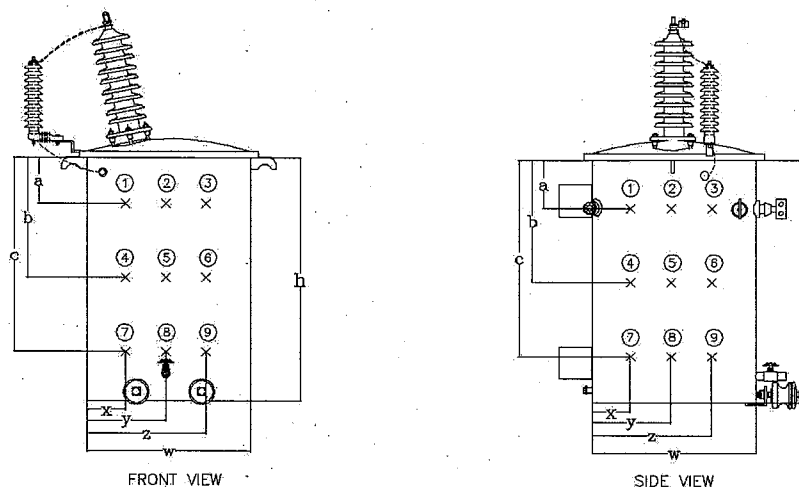 a
① ② ③
b
c
④ ⑤ ⑥
h
⑦ ⑧ ⑨
x
y
z
w
FRONT VIEW
a
① ② ③
b
c
④ ⑤ ⑥
⑦ ⑧ ⑨
x
y
z
w
SIDE VIEW